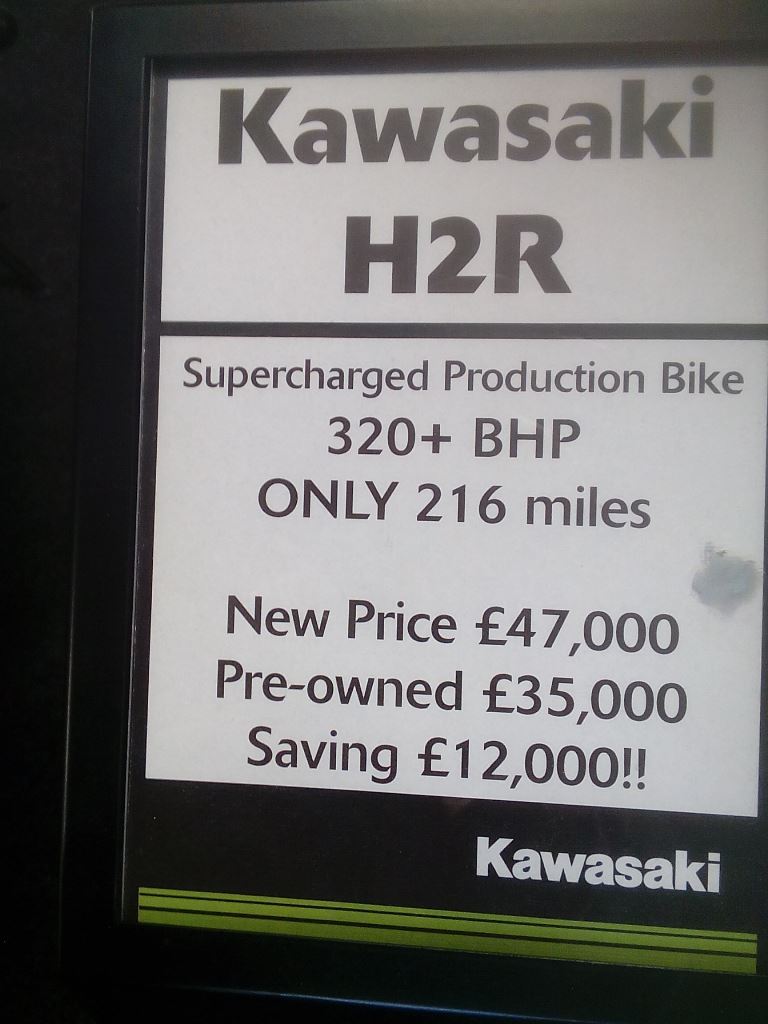 Kawasaki
H2R
Supercharged Production Bike
320+ BHP
ONLY 216 miles
New Price £47,000
Pre-owned £35,000
Saving £12,000!!
Kawasaki